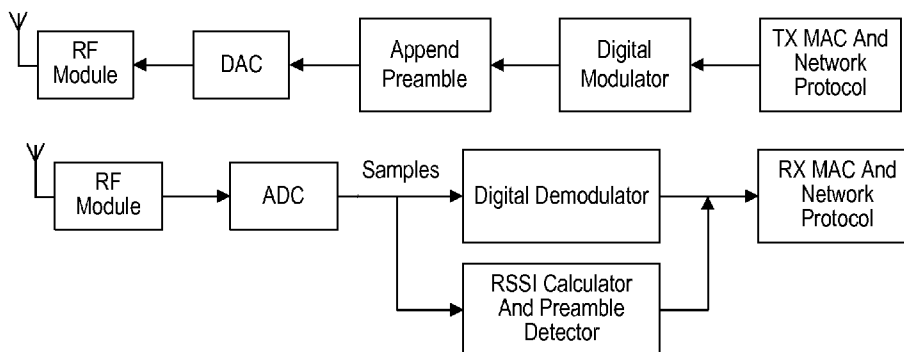 RF
Module
DAC
Append
Preamble
Digital
Modulator
TX MAC And
Network
Protocol
RF
Module
ADC
Samples
Digital Demodulator
RSSI Calculator
And Preamble
Detector
RX MAC And
Network
Protocol